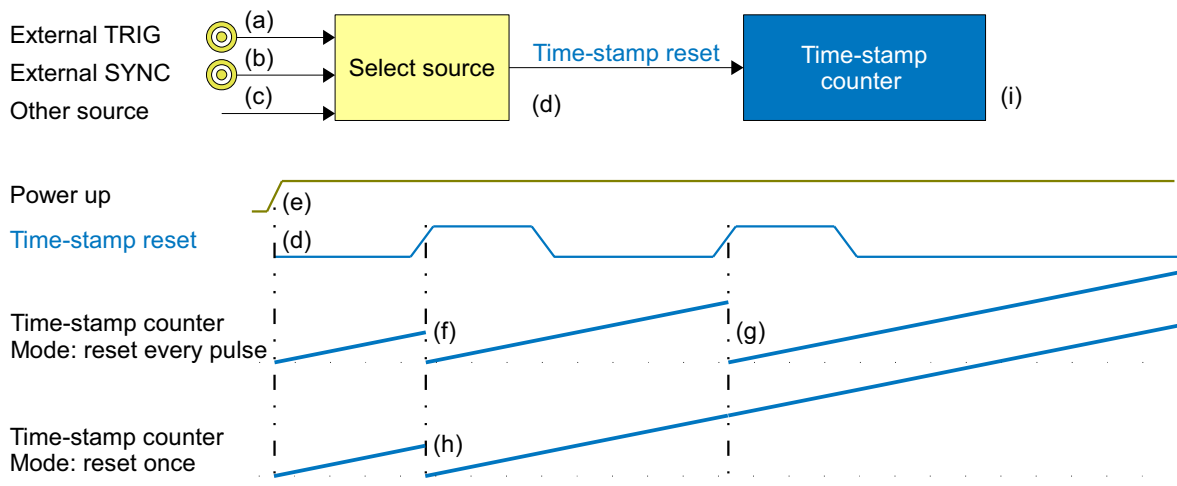 External TRIG
(a)
External SYNC
(b)
Other source
(c)
Select source
Time-stamp reset
(d)
Time-stamp
counter
(i)
Power up
(e)
Time-stamp reset
(d)
Time-stamp counter
Mode: reset every pulse
(f)
(g)
Time-stamp counter
Mode: reset once
(h)